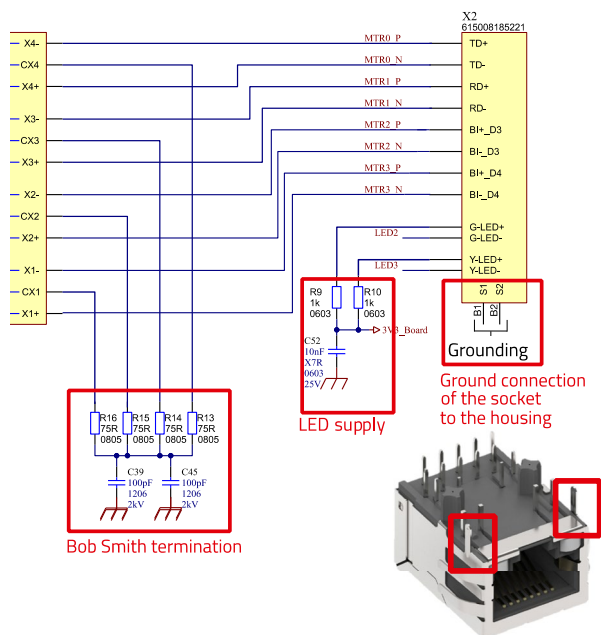 X2
615008185221
X4-
CX4
X4+
X3-
CX3
X3+
X2-
CX2
X2+
X1-
CX1
X1+
MTR0_P
MTR0_N
MTR1_P
MTR1_N
MTR2_P
MTR2_N
MTR3_P
MTR3_N
LED2
LED3
TD+
TD-
RD+
RD-
BI+_D3
BI-_D3
BI+_D4
BI-_D4
G-LED+
G-LED-
Y-LED+
Y-LED-
S1
S2
B1
B2
Grounding
Ground connection
of the socket
to the housing
R9
1k
0603
R10
1k
0603
3V3_Board
C52
10nF
X7R
0603
25V
LED supply
R16
75R
0805
R15
75R
0805
R14
75R
0805
R13
75R
0805
C39
100pF
1206
2kV
C45
100pF
1206
2kV
Bob Smith termination